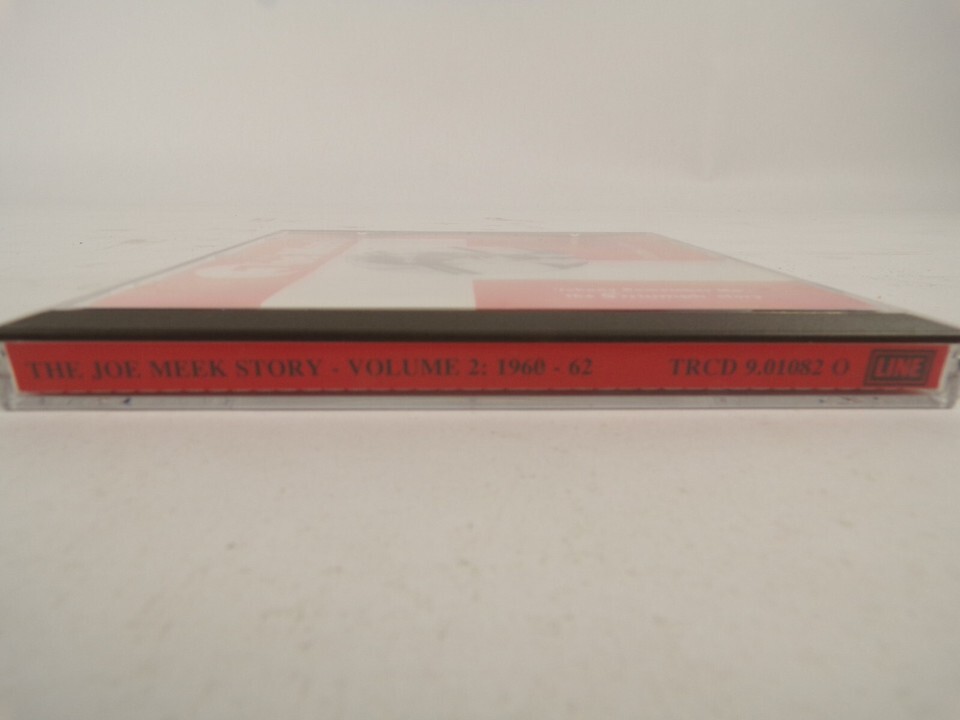 THE JOE MEEK STORY - VOLUME 2: 1960 - 62 TRCD 9.01082 O LINE